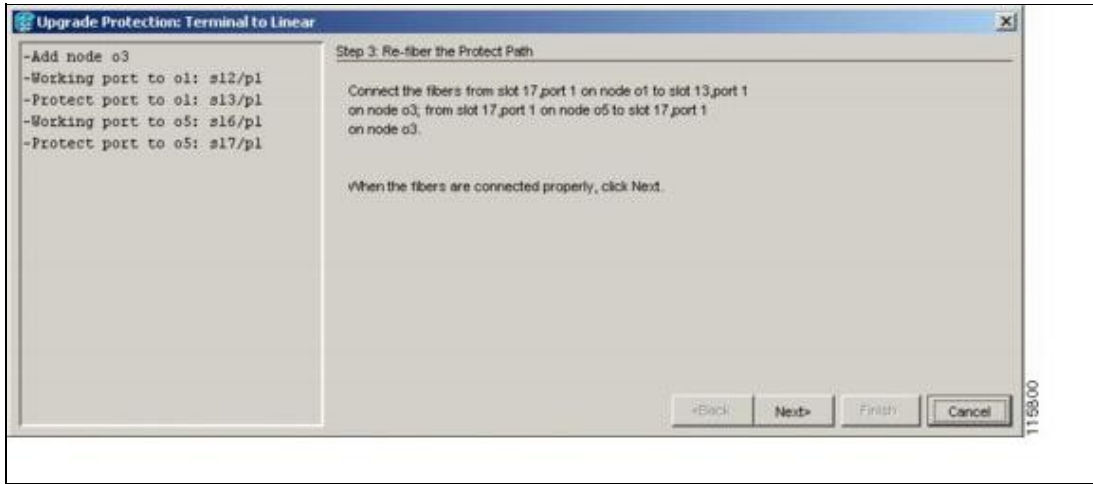 Upgrade Protection: Terminal to Linear
-Add node o3
-Working port to o1: s12/p1
-Protect port to o1: s13/p1
-Working port to o5: s16/p1
-Protect port to o5: s17/p1
Step 3: Re-fiber the Protect Path
Connect the fibers from slot 17,port 1 on node o1 to slot 13,port 1
on node o3; from slot 17,port 1 on node o5 to slot 17,port 1
on node o3.
When the fibers are connected properly, click Next.
<Back
Next>
Finish
Cancel
115800